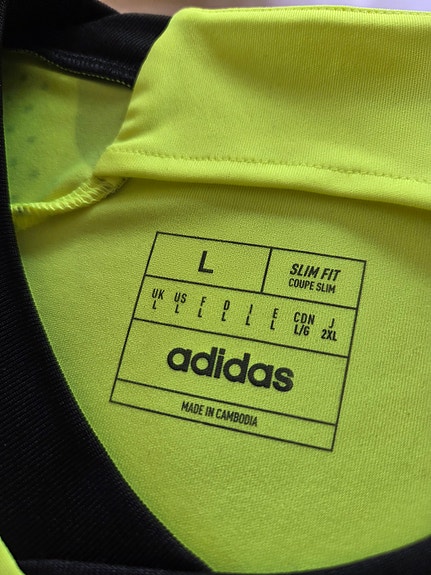 L
SLIM FIT
COUPE SLIM
UK US F D I E CDN J
L L L L L L L/G 2XL
adidas
MADE IN CAMBODIA